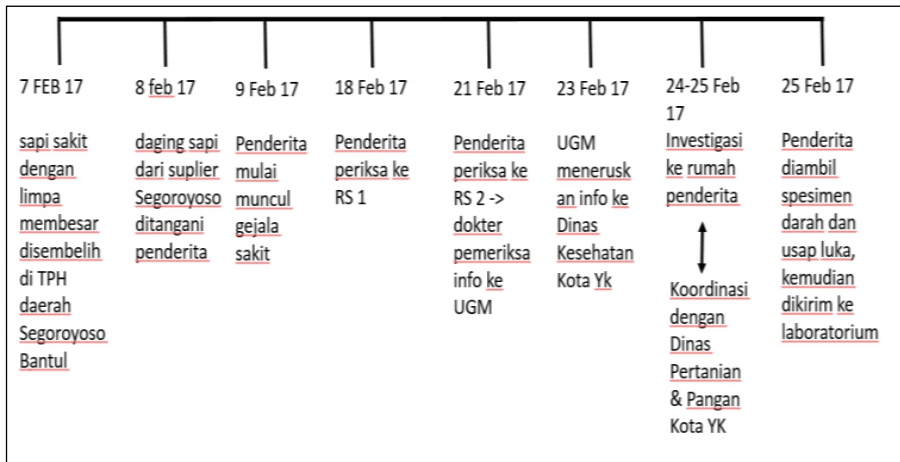 7 FEB 17
sapi sakit
dengan
limpa
membesar
disembelih
di TPH
daerah
Segoroyoso
Bantul
8 feb 17
daging sapi
dari suplier
Segoroyoso
ditangani
penderita
9 Feb 17
Penderita
mulai
muncul
gejala
sakit
18 Feb 17
Penderita
periksa ke
RS 1
21 Feb 17
Penderita
periksa ke
RS 2 ->
dokter
pemeriksa
info ke
UGM
23 Feb 17
UGM
menerusk
an info ke
Dinas
Kesehatan
Kota Yk
24-25 Feb
17
Investigasi
ke rumah
penderita
Koordinasi
dengan
Dinas
Pertanian
& Pangan
Kota YK
25 Feb 17
Penderita
diambil
spesimen
darah dan
usap luka,
kemudian
dikirim ke
laboratorium